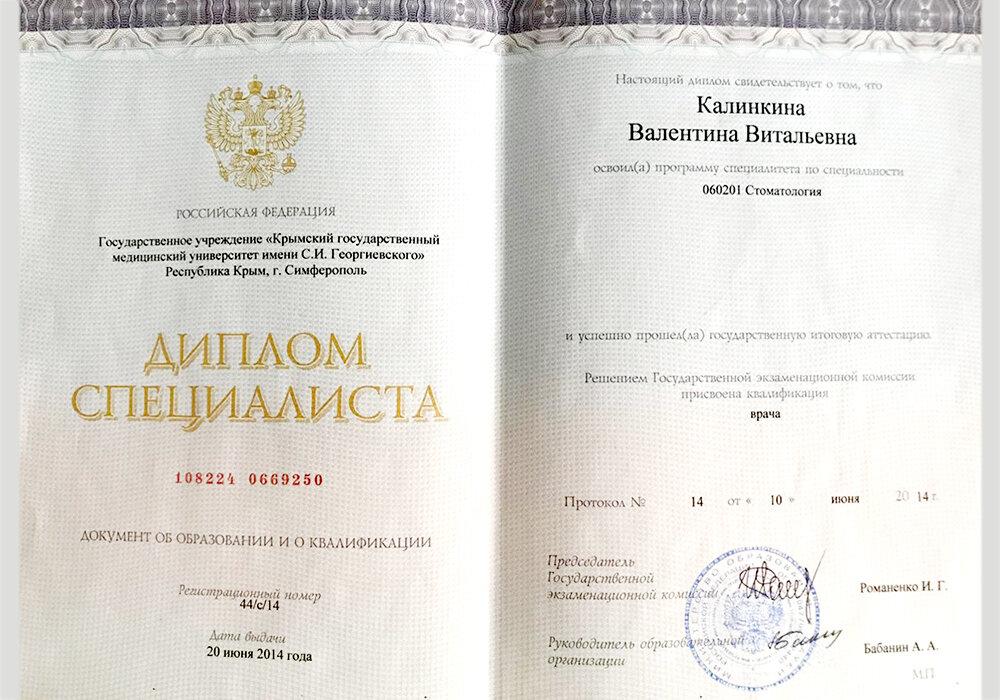 РОССИЙСКАЯ ФЕДЕРАЦИЯ
Государственное учреждение «Крымский государственный
медицинский университет имени С.И. Георгиевского»
Республика Крым, г. Симферополь
ДИПЛОМ
СПЕЦИАЛИСТА
108224 0669250
ДОКУМЕНТ ОБ ОБРАЗОВАНИИ И О КВАЛИФИКАЦИИ
Регистрационный номер
44/с/14
Дата выдачи
20 июня 2014 года
Настоящий диплом свидетельствует о том, что
Калинкина
Валентина Витальевна
освоил(а) программу специалитета по специальности
060201 Стоматология
и успешно прошел(ла) государственную итоговую аттестацию.
Решением Государственной экзаменационной комиссии
присвоена квалификация
врача
Протокол № 14 от « 10 » июня 2014 г.
Председатель
Государственной
экзаменационной комиссии
Романенко И. Г.
Руководитель образовательной
организации
Бабанин А. А.
М.П.